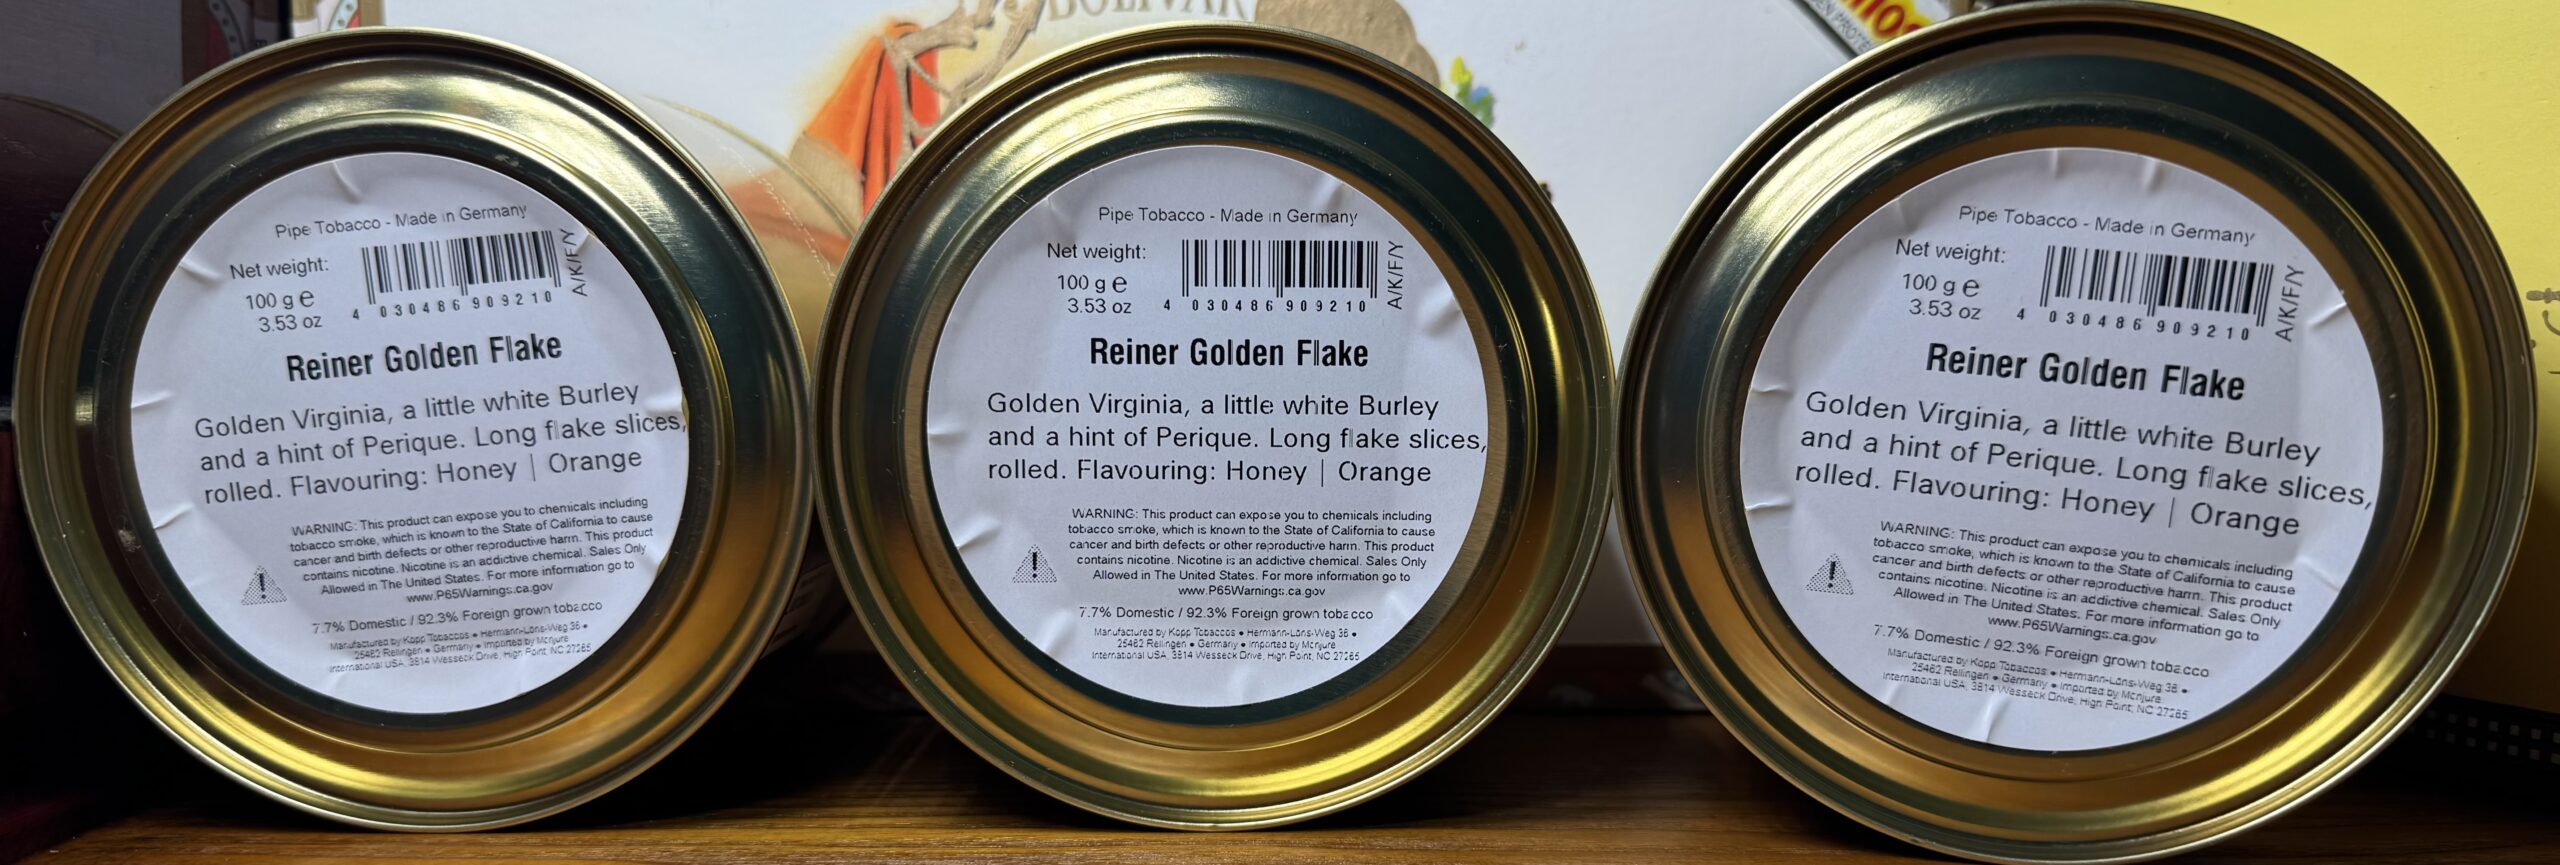 BOLIVAR
Pipe Tobacco - Made in Germany
Net weight:
100 g e
3.53 oz
4 030486 909210
A/K/F/Y
Reiner Golden Flake
Golden Virginia, a little white Burley
and a hint of Perique. Long flake slices,
rolled. Flavouring: Honey | Orange
WARNING: This product can expose you to chemicals including
tobacco smoke, which is known to the State of California to cause
cancer and birth defects or other reproductive harm. This product
contains nicotine. Nicotine is an addictive chemical. Sales Only
Allowed in The United States. For more information go to
www.P65Warnings.ca.gov
7.7% Domestic / 92.3% Foreign grown tobacco
Manufactured by Kopp Tobaccos • Hermann-Löns-Weg 36 •
25462 Rellingen • Germany • Imported by Mcnjure
International USA, 3814 Wesseck Drive, High Point, NC 27265
Pipe Tobacco - Made in Germany
Net weight:
100 g e
3.53 oz
4 030486 909210
A/K/F/Y
Reiner Golden Flake
Golden Virginia, a little white Burley
and a hint of Perique. Long flake slices,
rolled. Flavouring: Honey | Orange
WARNING: This product can expose you to chemicals including
tobacco smoke, which is known to the State of California to cause
cancer and birth defects or other reproductive harm. This product
contains nicotine. Nicotine is an addictive chemical. Sales Only
Allowed in The United States. For more information go to
www.P65Warnings.ca.gov
7.7% Domestic / 92.3% Foreign grown tobacco
Manufactured by Kopp Tobaccos • Hermann-Löns-Weg 36 •
25462 Rellingen • Germany • Imported by Mcnjure
International USA, 3814 Wesseck Drive, High Point, NC 27265
Pipe Tobacco - Made in Germany
Net weight:
100 g e
3.53 oz
4 030486 909210
A/K/F/Y
Reiner Golden Flake
Golden Virginia, a little white Burley
and a hint of Perique. Long flake slices,
rolled. Flavouring: Honey | Orange
WARNING: This product can expose you to chemicals including
tobacco smoke, which is known to the State of California to cause
cancer and birth defects or other reproductive harm. This product
contains nicotine. Nicotine is an addictive chemical. Sales Only
Allowed in The United States. For more information go to
www.P65Warnings.ca.gov
7.7% Domestic / 92.3% Foreign grown tobacco
Manufactured by Kopp Tobaccos • Hermann-Löns-Weg 36 •
25462 Rellingen • Germany • Imported by Mcnjure
International USA, 3814 Wesseck Drive, High Point, NC 27265